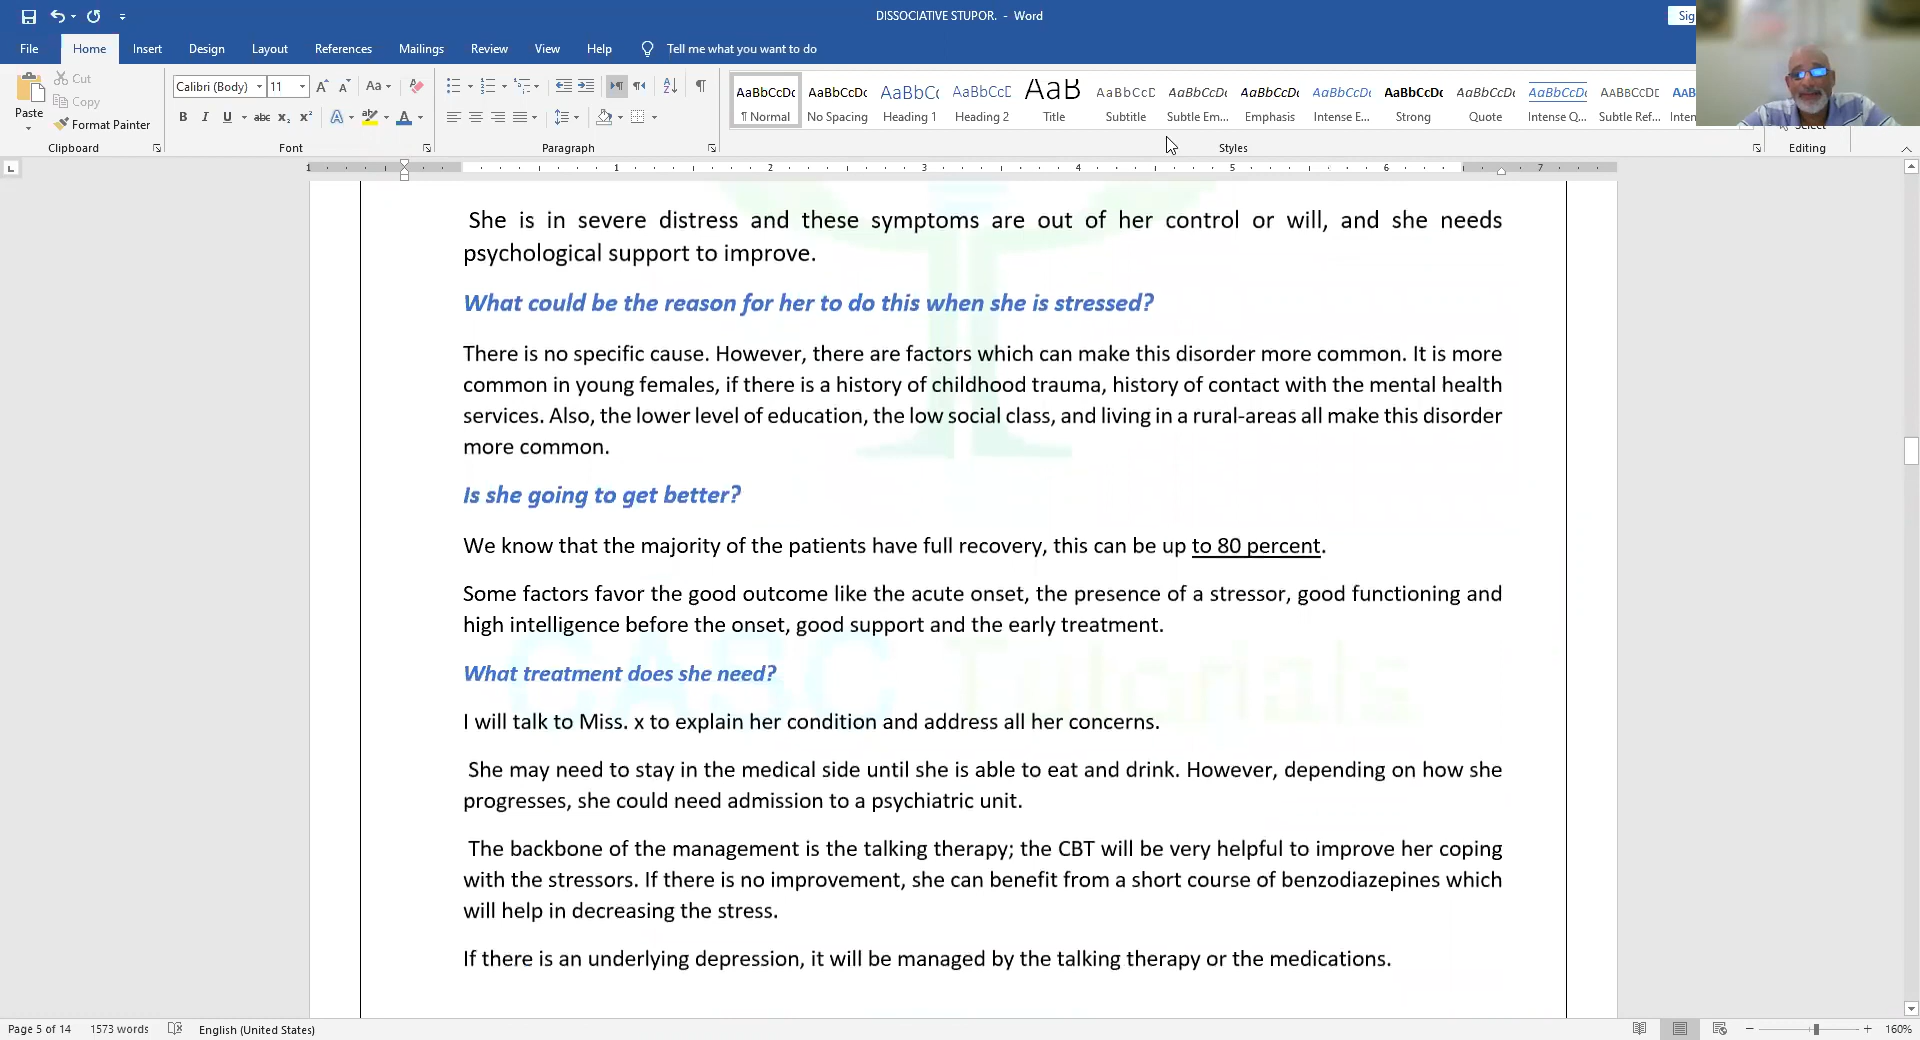 DISSOCIATIVE STUPOR. - Word
Sig
File Home Insert Design Layout References Mailings Review View Help Tell me what you want to do
Paste
Cut
Copy
Format Painter
Clipboard
Calibri (Body) 11
Font
Paragraph
AaBbCcDc AaBbCcDc AaBbCc AaBbCcD AaB AaBbCcD AaBbCcDc AaBbCcDc AaBbCcDc AaBbCcDc AaBbCcDc AaBbCcDc AABBCCDE AAB
¶ Normal No Spacing Heading 1 Heading 2 Title Subtitle Subtle Em... Emphasis Intense E... Strong Quote Intense Q... Subtle Ref... Inten
Styles
Select
Editing
1 1 2 3 4 5 6 7
She is in severe distress and these symptoms are out of her control or will, and she needs
psychological support to improve.
What could be the reason for her to do this when she is stressed?
There is no specific cause. However, there are factors which can make this disorder more common. It is more
common in young females, if there is a history of childhood trauma, history of contact with the mental health
services. Also, the lower level of education, the low social class, and living in a rural-areas all make this disorder
more common.
Is she going to get better?
We know that the majority of the patients have full recovery, this can be up to 80 percent.
Some factors favor the good outcome like the acute onset, the presence of a stressor, good functioning and
high intelligence before the onset, good support and the early treatment.
What treatment does she need?
CASC Tutorials
I will talk to Miss. x to explain her condition and address all her concerns.
She may need to stay in the medical side until she is able to eat and drink. However, depending on how she
progresses, she could need admission to a psychiatric unit.
The backbone of the management is the talking therapy; the CBT will be very helpful to improve her coping
with the stressors. If there is no improvement, she can benefit from a short course of benzodiazepines which
will help in decreasing the stress.
If there is an underlying depression, it will be managed by the talking therapy or the medications.
Page 5 of 14 1573 words English (United States) 160%